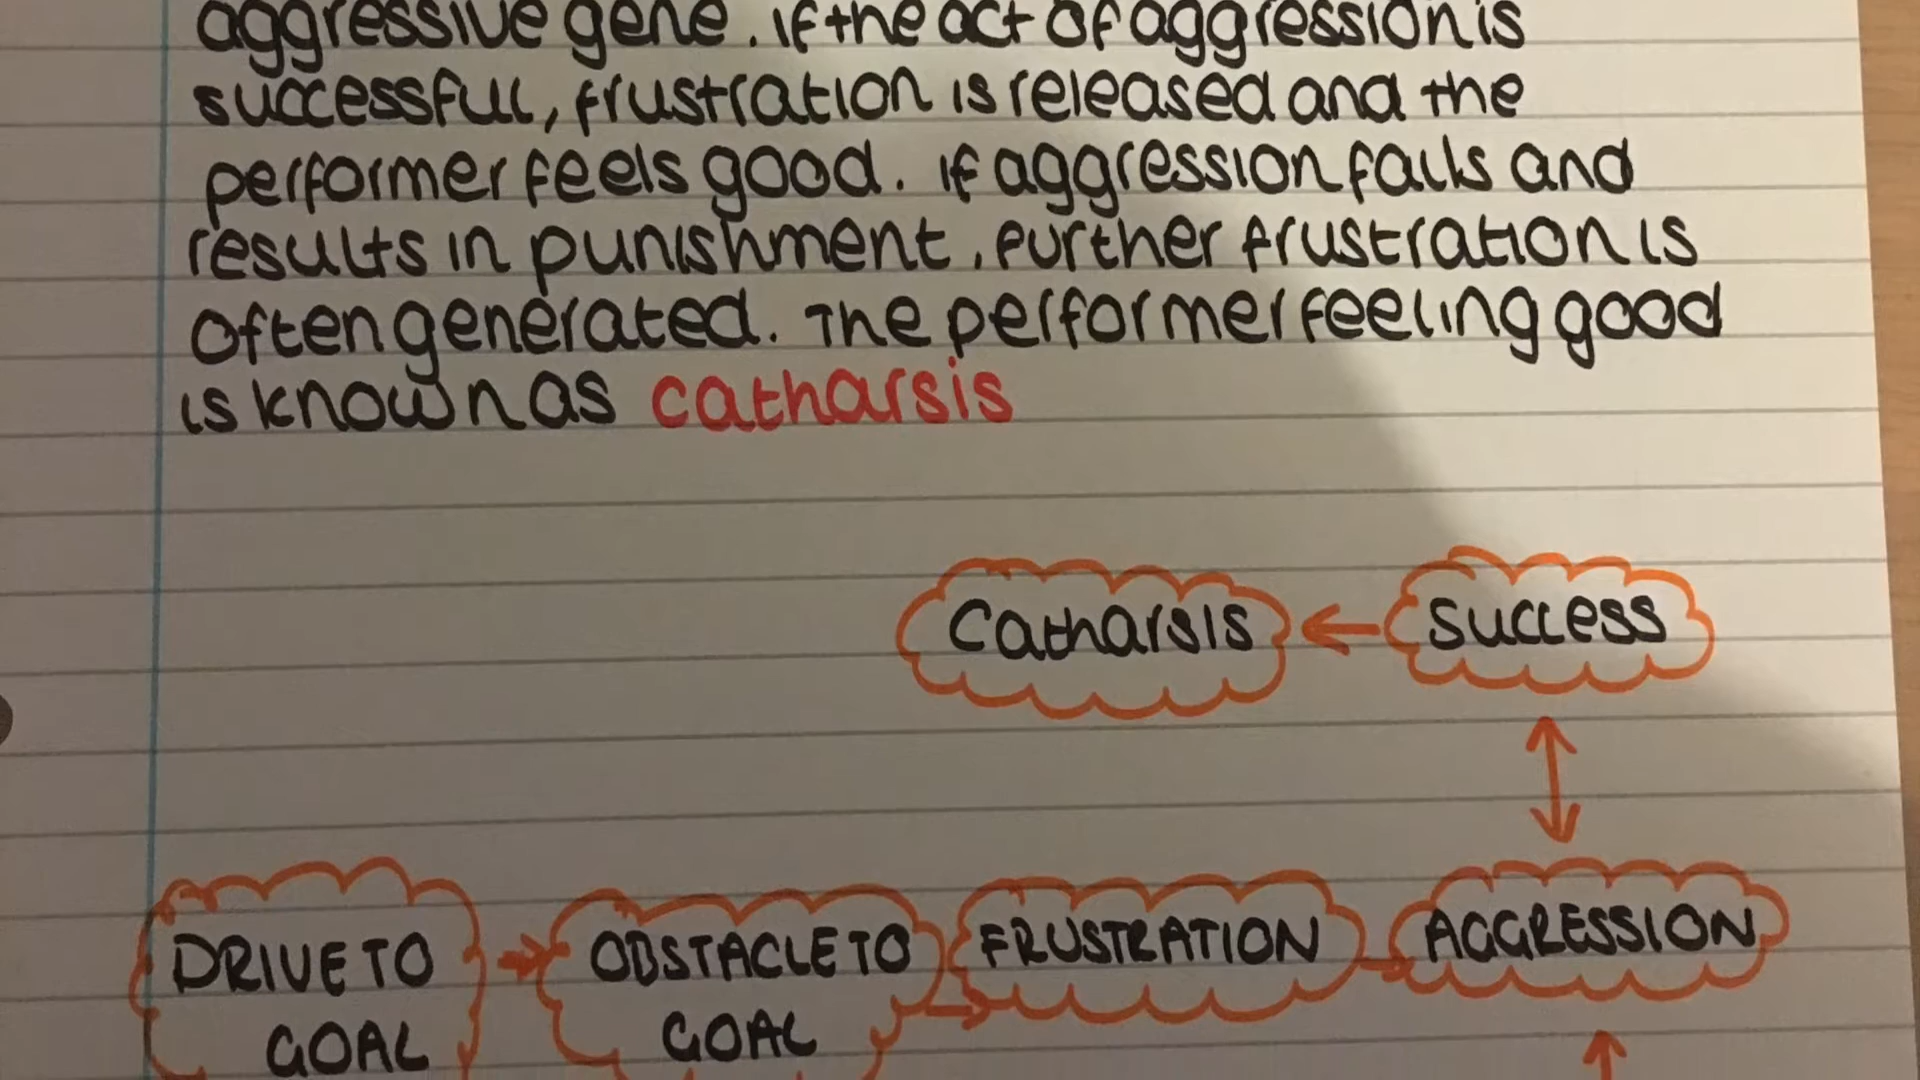 aggressive gene. If the act of aggression is
successful, frustration is released and the
performer feels good. If aggression fails and
results in punishment, further frustration is
often generated. The performer feeling good
is known as catharsis
Catharsis
success
DRIVE TO
GOAL
OBSTACLE TO
GOAL
FRUSTRATION
AGGRESSION